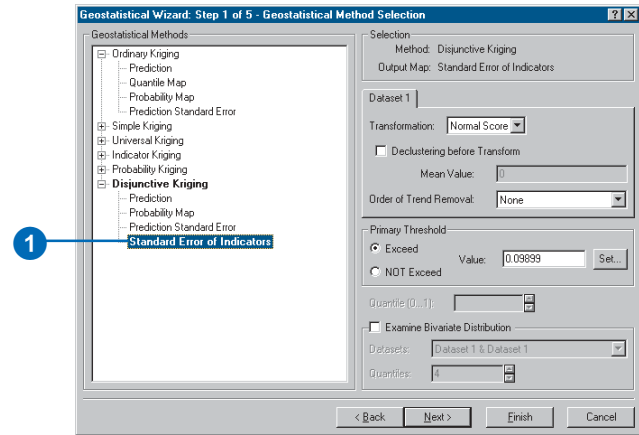 Geostatistical Wizard: Step 1 of 5 - Geostatistical Method Selection
Geostatistical Methods
Ordinary Kriging
Prediction
Quantile Map
Probability Map
Prediction Standard Error
Simple Kriging
Universal Kriging
Indicator Kriging
Probability Kriging
Disjunctive Kriging
Prediction
Probability Map
Prediction Standard Error
Standard Error of Indicators
1
Selection
Method: Disjunctive Kriging
Output Map: Standard Error of Indicators
Dataset 1
Transformation: Normal Score
Declustering before Transform
Mean Value: 0
Order of Trend Removal: None
Primary Threshold
Exceed
NOT Exceed
Value: 0.09899 Set...
Quantile (0...1):
Examine Bivariate Distribution
Datasets: Dataset 1 & Dataset 1
Quantiles: 4
< Back Next > Finish Cancel